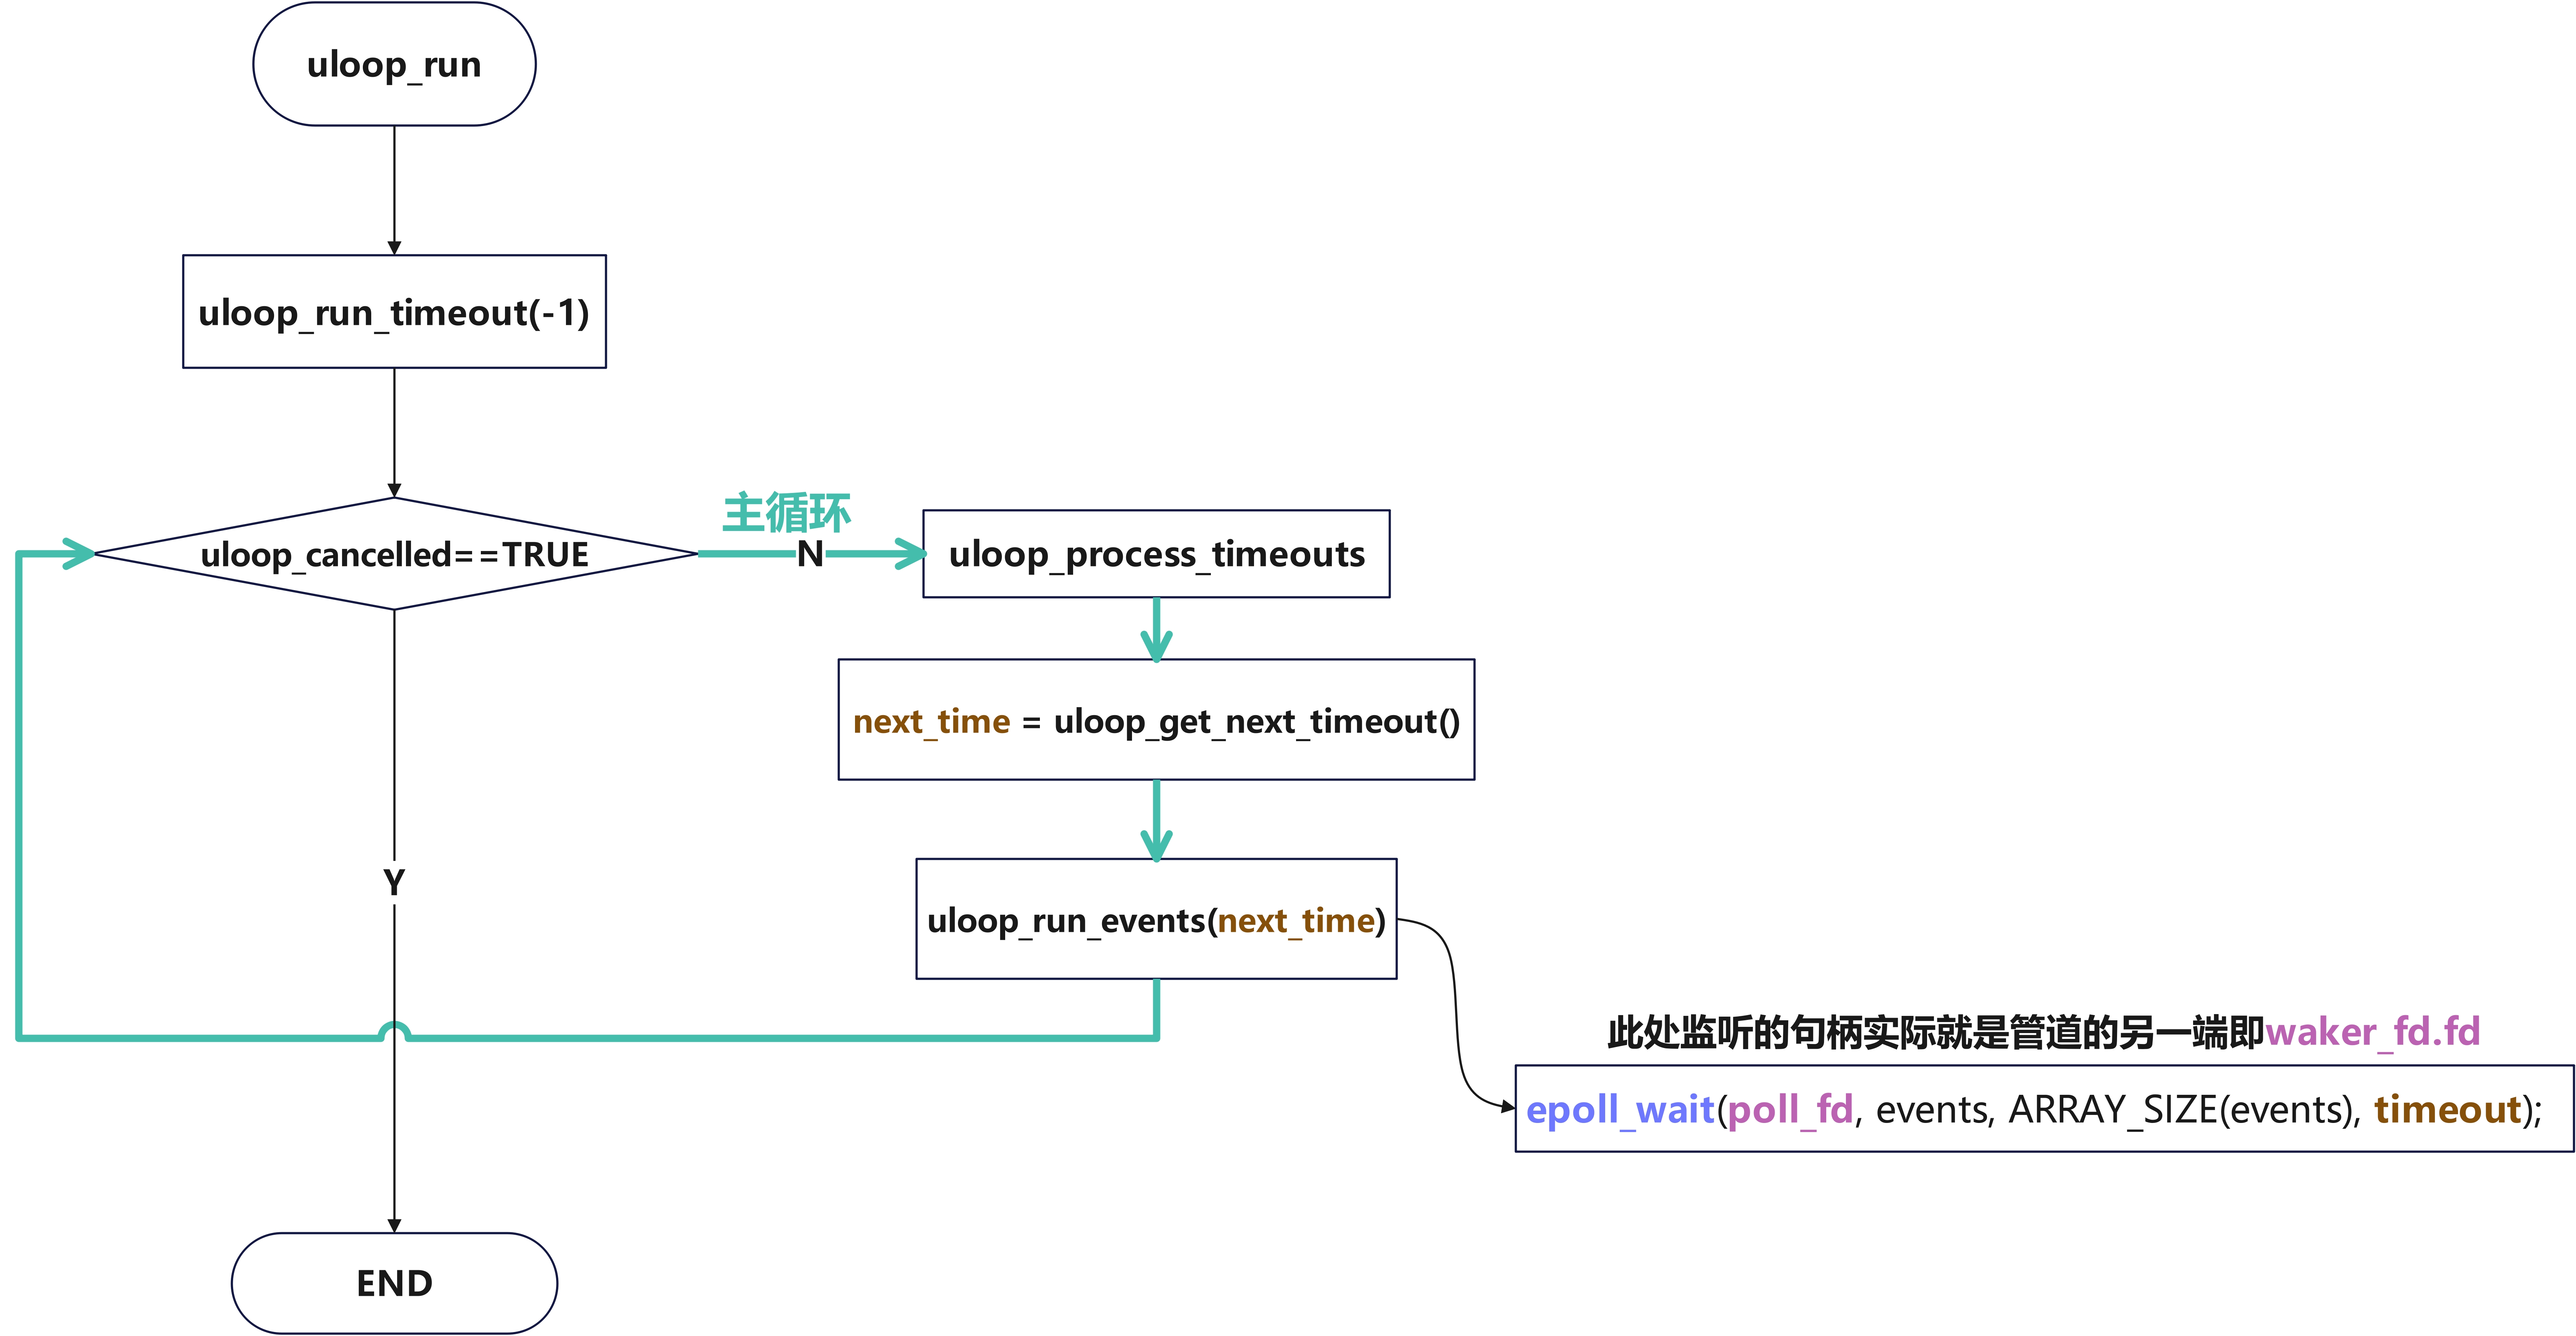 uloop_run
uloop_run_timeout(-1)
uloop_cancelled==TRUE
主循环
N
uloop_process_timeouts
next_time = uloop_get_next_timeout()
uloop_run_events(next_time)
Y
此处监听的句柄实际就是管道的另一端即waker_fd.fd
epoll_wait(poll_fd, events, ARRAY_SIZE(events), timeout);
END